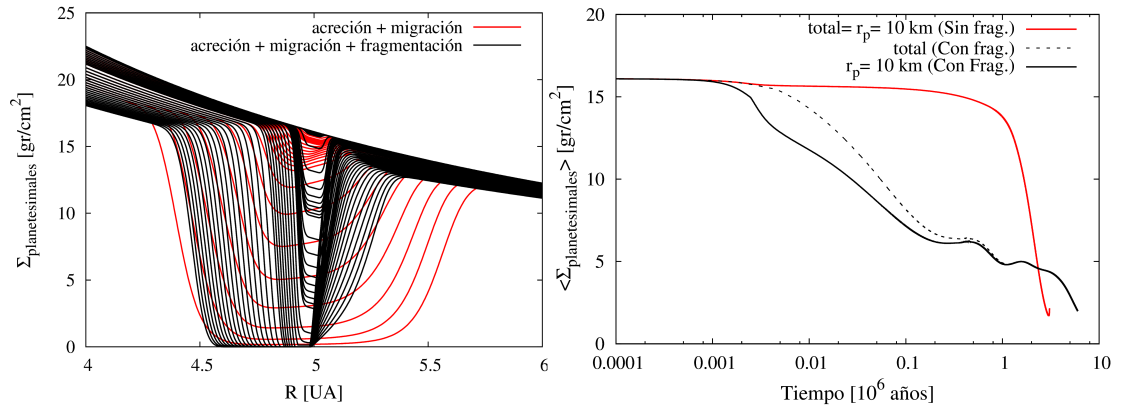 25
20
15
10
5
0
4
4.5
5
5.5
6
Σplanetesimales [gr/cm²]
R [UA]
acreción + migración
acreción + migración + fragmentación
20
15
10
5
0
0.0001
0.001
0.01
0.1
1
10
<Σplanetesimales> [gr/cm²]
Tiempo [10⁶ años]
total= rp= 10 km (Sin frag.)
total (Con frag.)
rp= 10 km (Con Frag.)